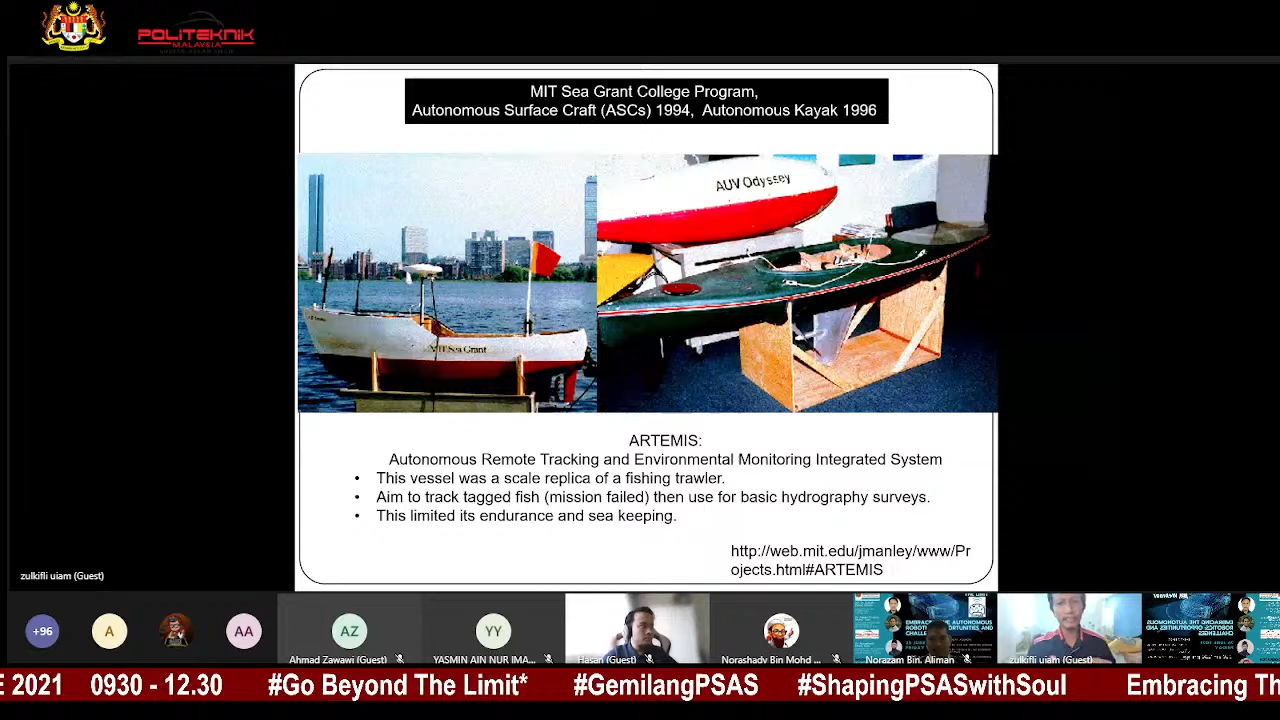 POLITEKNIK
MALAYSIA
MIT Sea Grant College Program,
Autonomous Surface Craft (ASCs) 1994, Autonomous Kayak 1996
AUV Odyssey
MIT Sea Grant
ARTEMIS:
Autonomous Remote Tracking and Environmental Monitoring Integrated System
• This vessel was a scale replica of a fishing trawler.
• Aim to track tagged fish (mission failed) then use for basic hydrography surveys.
• This limited its endurance and sea keeping.
http://web.mit.edu/jmanley/www/Pr
ojects.html#ARTEMIS
zulkifli uiam (Guest)
+96
A
AA
AZ
YY
Ahmad Zawawi (Guest)
YASMIN AIN NUR IMA...
Hasan (Guest)
Norashady Bin Mohd ...
Norazam Bin. Aliman
zulkifli uiam (Guest)
E 2021 0930 - 12.30 #Go Beyond The Limit* #GemilangPSAS #ShapingPSASwithSoul Embracing Th